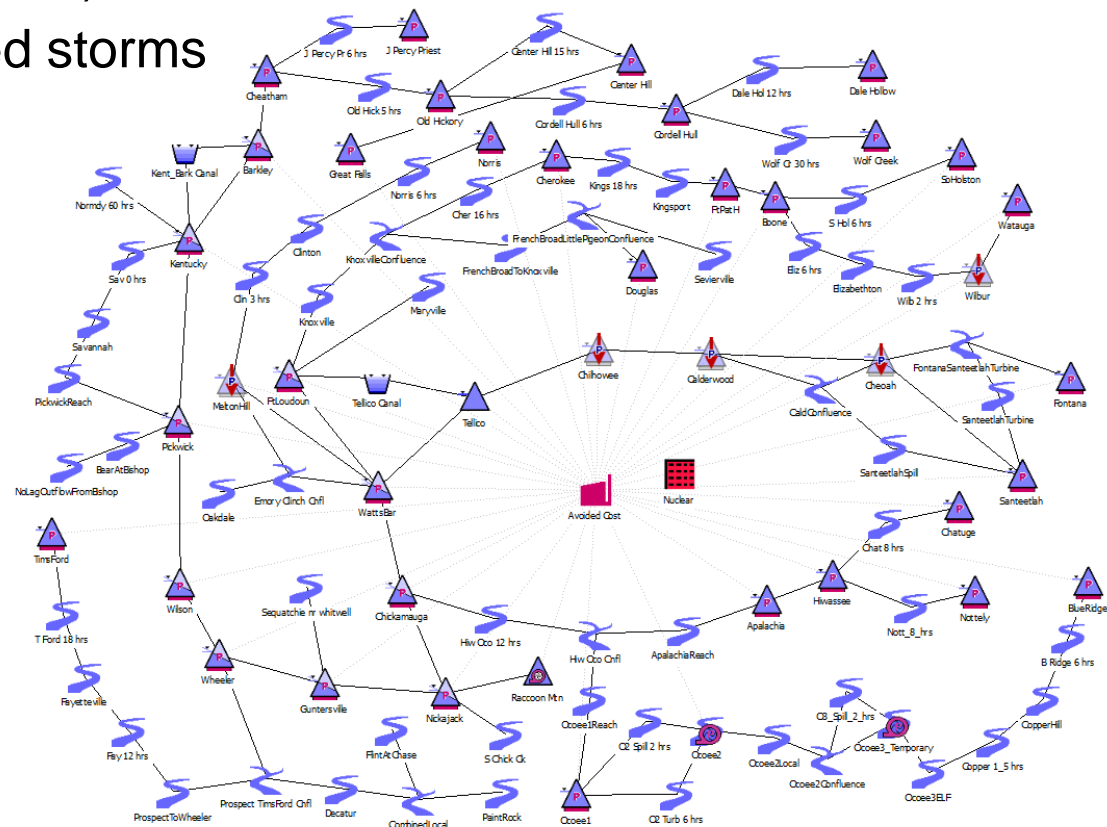 ed storms
J Percy Pr 6 hrs
J Percy Priest
Center Hill 15 hrs
Center Hill
Cheatham
Old Hick 5 hrs
Old Hickory
Dale Hol 12 hrs
Dale Hollow
Cordell Hull 6 hrs
Cordell Hull
Wolf Cr 30 hrs
Wolf Creek
Kent_Bark Canal
Barkley
Great Falls
Norris
Norris 6 hrs
Cherokee
Kings 18 hrs
SoHolston
Normdy 60 hrs
Cher 16 hrs
Kingsport
FtPatH
Boone
S Hol 6 hrs
Watauga
Kentucky
Clinton
KnoxvilleConfluence
FrenchBroadLittlePigeonConfluence
FrenchBroadToKnoxville
Sevierville
Eliz 6 hrs
Elizabethton
Wilb 2 hrs
Wilbur
Sav 0 hrs
Clin 3 hrs
Knoxville
Maryville
Douglas
Savannah
PickwickReach
MeltonHill
FtLoudoun
Tellico Canal
Tellico
Chilhowee
Calderwood
CaldConfluence
Cheoah
FontanaSanteetlahTurbine
Fontana
SanteetlahTurbine
Pickwick
BearAtBishop
NoLagOutflowFromBshop
Oakdale
Emory Clinch Cnfl
WattsBar
SanteetlahSpill
Santeetlah
Avoided Cost
Nuclear
Chatuge
Chat 8 hrs
TimsFord
Wilson
Sequatchie nr whitwell
Chickamauga
Hiw Oco 12 hrs
Hiw Oco Cnfl
ApalachiaReach
Apalachia
Hiwassee
Nott_8_hrs
Nottely
BlueRidge
T Ford 18 hrs
Wheeler
Guntersville
Nickajack
Raccoon Mtn
B Ridge 6 hrs
Fayetteville
Ocoee1Reach
CopperHill
Fay 12 hrs
FlintAtChase
S Chick Ck
O2 Spill 2 hrs
Ocoee2
Ocoee2Local
Ocoee2Confluence
Ocoee3_Temporary
Copper 1_5 hrs
ProspectToWheeler
Prospect TimsFord Cnfl
Decatur
CombinedLocal
PaintRock
Ocoee1
O2 Turb 6 hrs
Ocoee3ELF